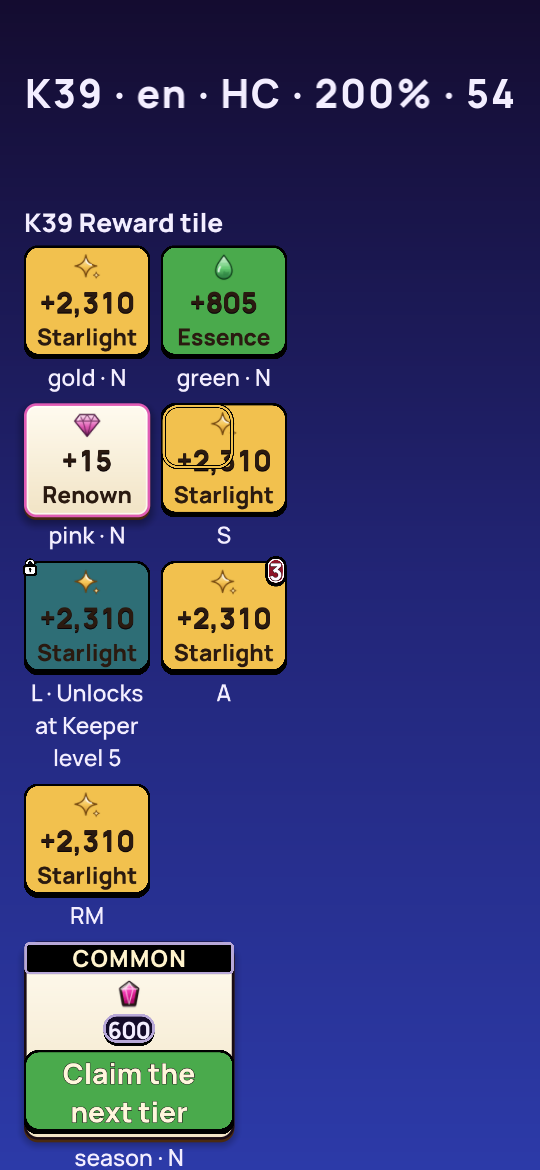 K39 · en · HC · 200% · 54
K39 Reward tile
+2,310
Starlight
gold · N
+805
Essence
green · N
+15
Renown
pink · N
+2,310
Starlight
S
+2,310
Starlight
L · Unlocks
at Keeper
level 5
3
+2,310
Starlight
A
+2,310
Starlight
RM
COMMON
600
Claim the
next tier
season · N